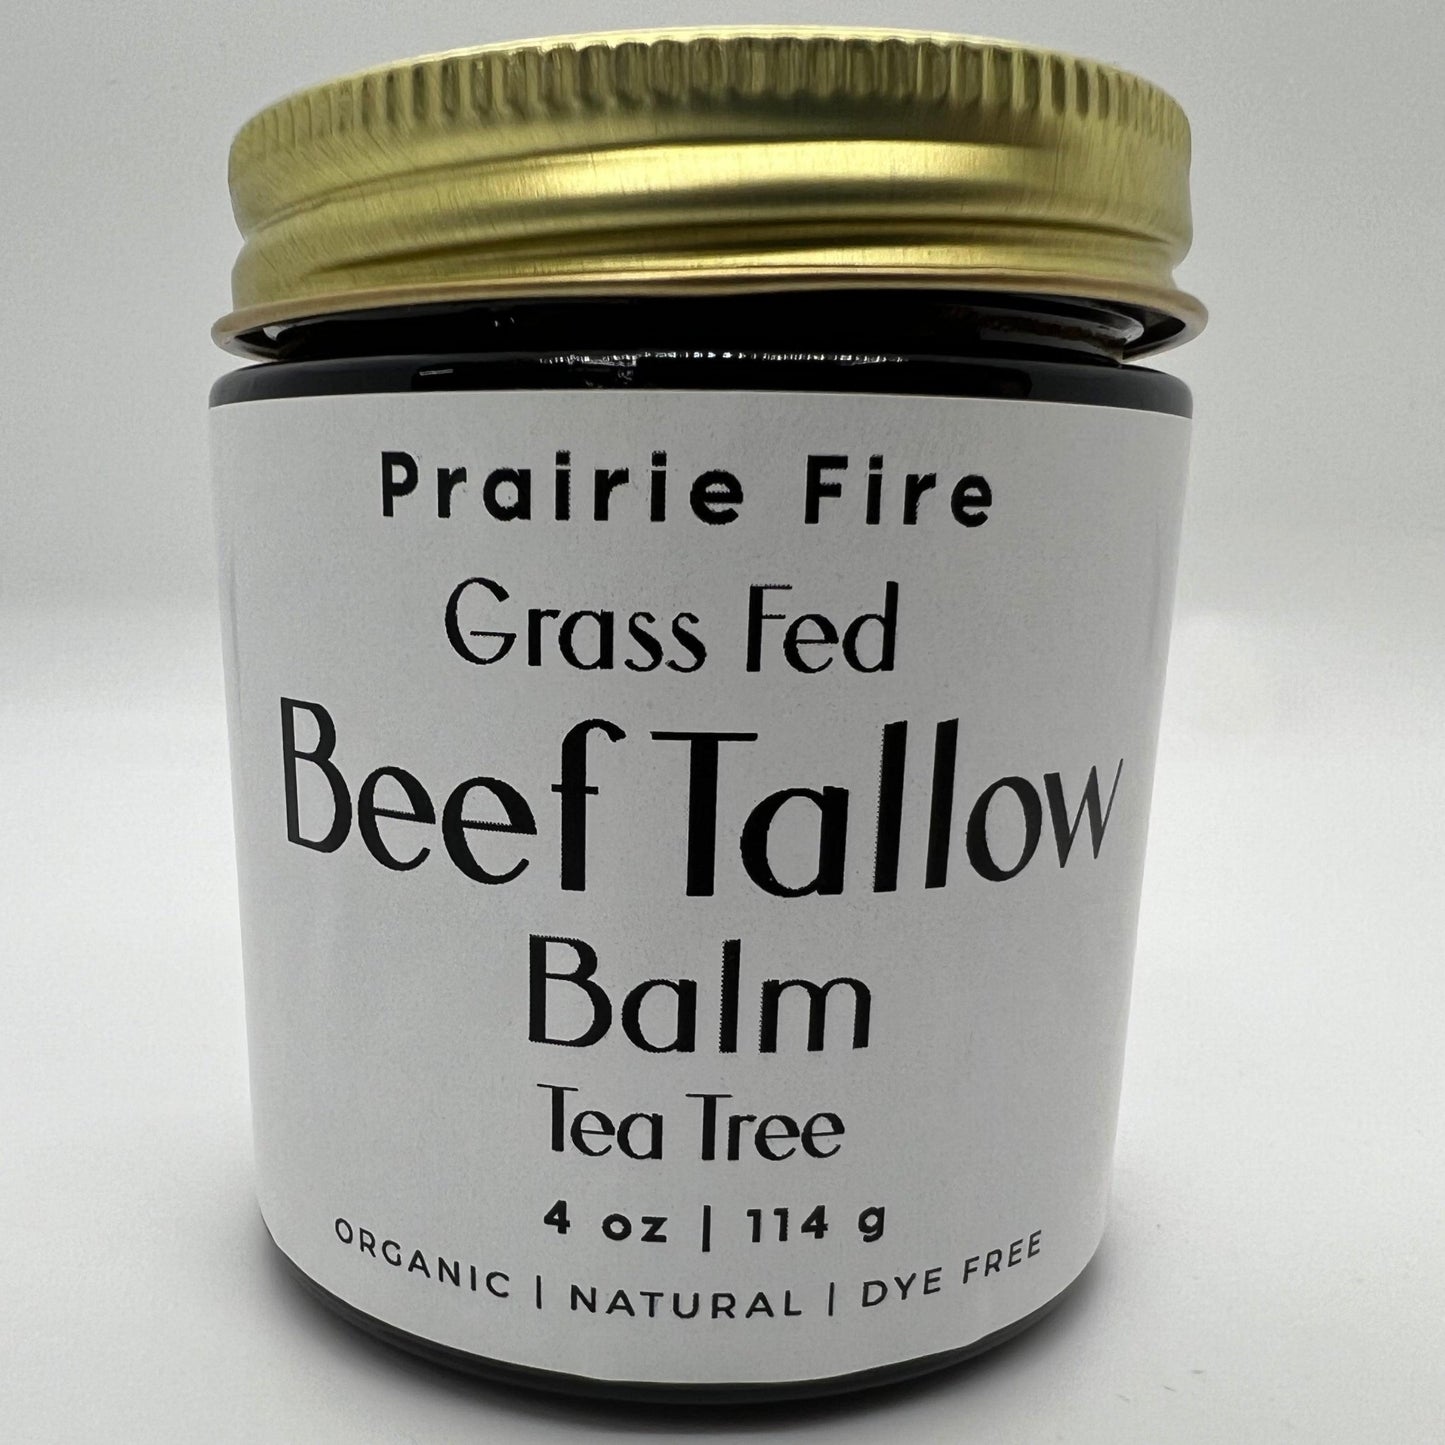 Prairie Fire
Grass Fed
Beef Tallow
Balm
Tea Tree
4 oz | 114 g
ORGANIC | NATURAL | DYE FREE